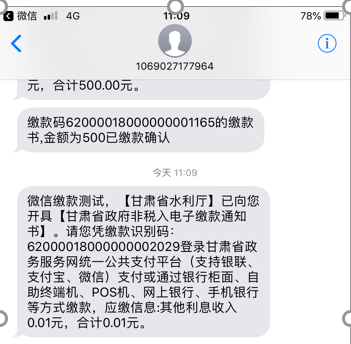 微信 4G 11:09 78%
1069027177964
元，合计500.00元。
缴款码62000018000000001165的缴款
书,金额为500已缴款确认
今天 11:09
微信缴款测试，【甘肃省水利厅】已向您
开具【甘肃省政府非税入电子缴款通知
书】。请您凭缴款识别码：
62000018000000002029登录甘肃省政
务服务网统一公共支付平台（支持银联、
支付宝、微信）支付或通过银行柜面、自
助终端机、POS机、网上银行、手机银行
等方式缴款，应缴信息:其他利息收入
0.01元，合计0.01元。